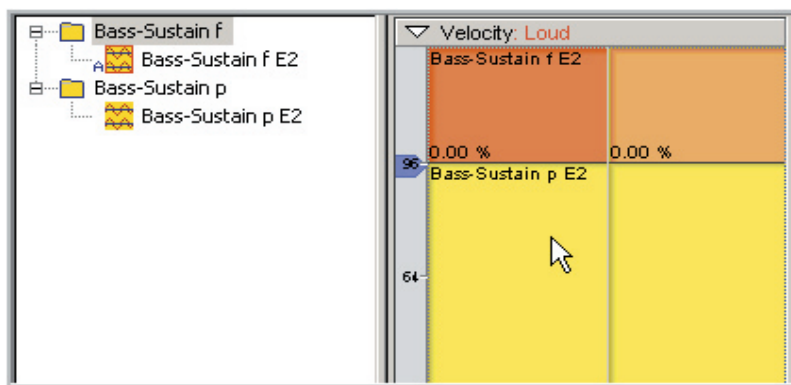 Bass-Sustain f
A Bass-Sustain f E2
Bass-Sustain p
Bass-Sustain p E2
Velocity: Loud
Bass-Sustain f E2
0.00 % 0.00 %
96
Bass-Sustain p E2
64